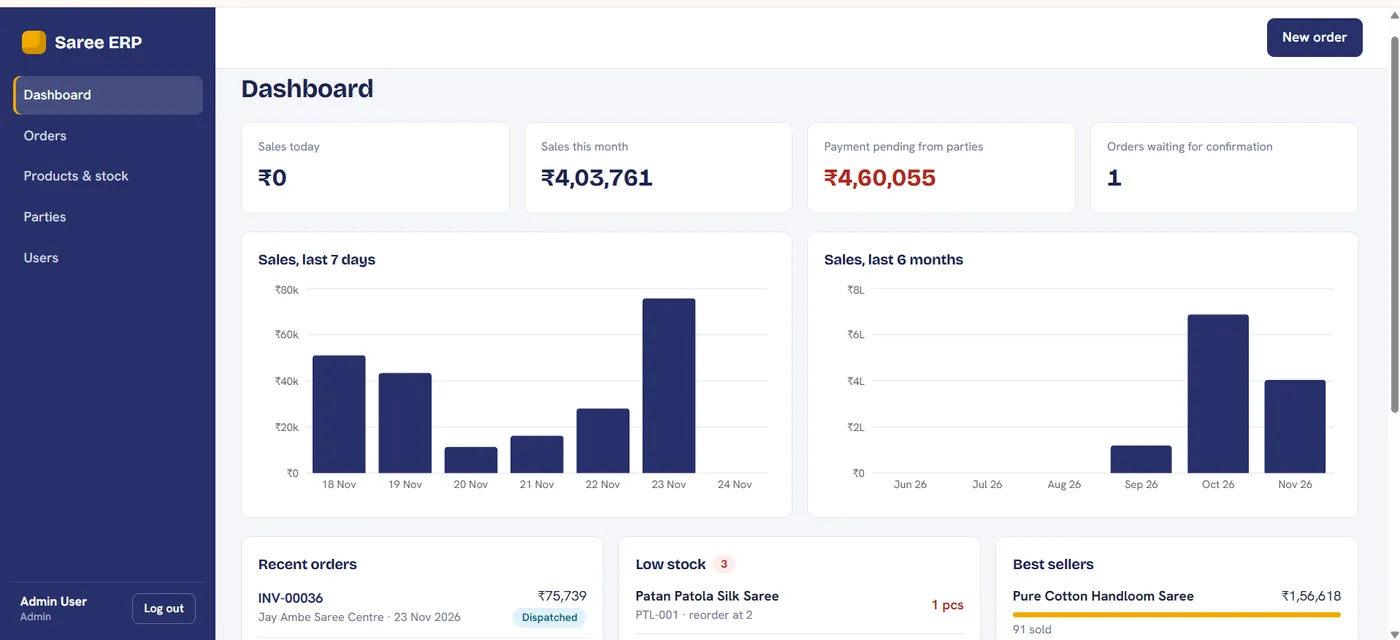 Saree ERP
New order
Dashboard
Orders
Products & stock
Parties
Users
Admin User
Admin
Log out
Dashboard
Sales today
₹0
Sales this month
₹4,03,761
Payment pending from parties
₹4,60,055
Orders waiting for confirmation
1
Sales, last 7 days
₹80k
₹60k
₹40k
₹20k
₹0
18 Nov 19 Nov 20 Nov 21 Nov 22 Nov 23 Nov 24 Nov
Sales, last 6 months
₹8L
₹6L
₹4L
₹2L
₹0
Jun 26 Jul 26 Aug 26 Sep 26 Oct 26 Nov 26
Recent orders
INV-00036 ₹75,739
Jay Ambe Saree Centre · 23 Nov 2026 Dispatched
Low stock 3
Patan Patola Silk Saree
PTL-001 · reorder at 2
1 pcs
Best sellers
Pure Cotton Handloom Saree ₹1,56,618
91 sold